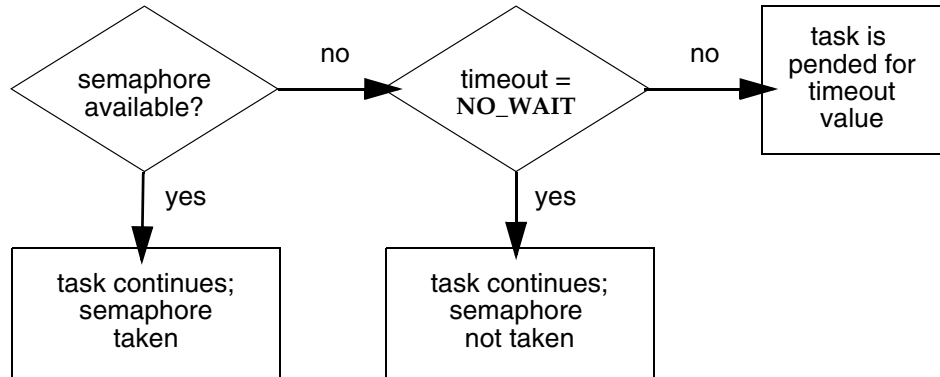 semaphore
available?
no
timeout =
NO_WAIT
no
task is
pended for
timeout
value
yes
yes
task continues;
semaphore
taken
task continues;
semaphore
not taken